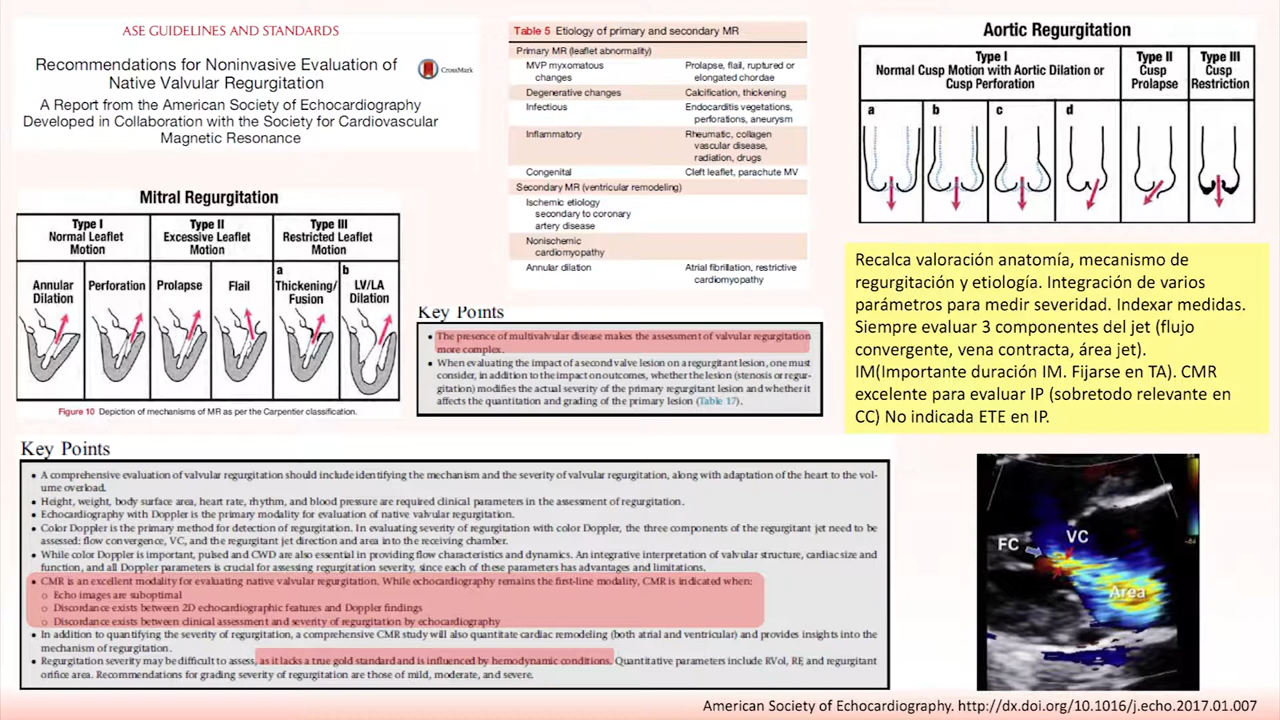 ASE GUIDELINES AND STANDARDS
Recommendations for Noninvasive Evaluation of
Native Valvular Regurgitation
CrossMark
A Report from the American Society of Echocardiography
Developed in Collaboration with the Society for Cardiovascular
Magnetic Resonance
Mitral Regurgitation
Type I
Normal Leaflet
Motion
Type II
Excessive Leaflet
Motion
Type III
Restricted Leaflet
Motion
Annular
Dilation
Perforation
Prolapse
Flail
a
Thickening/
Fusion
b
LV/LA
Dilation
Figure 10 Depiction of mechanisms of MR as per the Carpentier classification.
Table 5 Etiology of primary and secondary MR
Primary MR (leaflet abnormality)
MVP myxomatous
changes
Prolapse, flail, ruptured or
elongated chordae
Degenerative changes
Calcification, thickening
Infectious
Endocarditis vegetations,
perforations, aneurysm
Inflammatory
Rheumatic, collagen
vascular disease,
radiation, drugs
Congenital
Cleft leaflet, parachute MV
Secondary MR (ventricular remodeling)
Ischemic etiology
secondary to coronary
artery disease
Nonischemic
cardiomyopathy
Annular dilation
Atrial fibrillation, restrictive
cardiomyopathy
Key Points
• The presence of multivalvular disease makes the assessment of valvular regurgitation
more complex.
• When evaluating the impact of a second valve lesion on a regurgitant lesion, one must
consider, in addition to the impact on outcomes, whether the lesion (stenosis or regur-
gitation) modifies the actual severity of the primary regurgitant lesion and whether it
affects the quantitation and grading of the primary lesion (Table 17).
Aortic Regurgitation
Type I
Normal Cusp Motion with Aortic Dilation or
Cusp Perforation
Type II
Cusp
Prolapse
Type III
Cusp
Restriction
a
b
c
d
Recalca valoración anatomía, mecanismo de
regurgitación y etiología. Integración de varios
parámetros para medir severidad. Indexar medidas.
Siempre evaluar 3 componentes del jet (flujo
convergente, vena contracta, área jet).
IM(Importante duración IM. Fijarse en TA). CMR
excelente para evaluar IP (sobretodo relevante en
CC) No indicada ETE en IP.
Key Points
• A comprehensive evaluation of valvular regurgitation should include identifying the mechanism and the severity of valvular regurgitation, along with adaptation of the heart to the vol-
ume overload.
• Height, weight, body surface area, heart rate, rhythm, and blood pressure are required clinical parameters in the assessment of regurgitation.
• Echocardiography with Doppler is the primary modality for evaluation of native valvular regurgitation.
• Color Doppler is the primary method for detection of regurgitation. In evaluating severity of regurgitation with color Doppler, the three components of the regurgitant jet need to be
assessed: flow convergence, VC, and the regurgitant jet direction and area into the receiving chamber.
• While color Doppler is important, pulsed and CWD are also essential in providing flow characteristics and dynamics. An integrative interpretation of valvular structure, cardiac size and
function, and all Doppler parameters is crucial for assessing regurgitation severity, since each of these parameters has advantages and limitations.
• CMR is an excellent modality for evaluating native valvular regurgitation. While echocardiography remains the first-line modality, CMR is indicated when:
o Echo images are suboptimal
o Discordance exists between 2D echocardiographic features and Doppler findings
o Discordance exists between clinical assessment and severity of regurgitation by echocardiography
• In addition to quantifying the severity of regurgitation, a comprehensive CMR study will also quantitate cardiac remodeling (both atrial and ventricular) and provides insights into the
mechanism of regurgitation.
• Regurgitation severity may be difficult to assess, as it lacks a true gold standard and is influenced by hemodynamic conditions. Quantitative parameters include RVol, RF, and regurgitant
orifice area. Recommendations for grading severity of regurgitation are those of mild, moderate, and severe.
FC
VC
Area
American Society of Echocardiography. http://dx.doi.org/10.1016/j.echo.2017.01.007